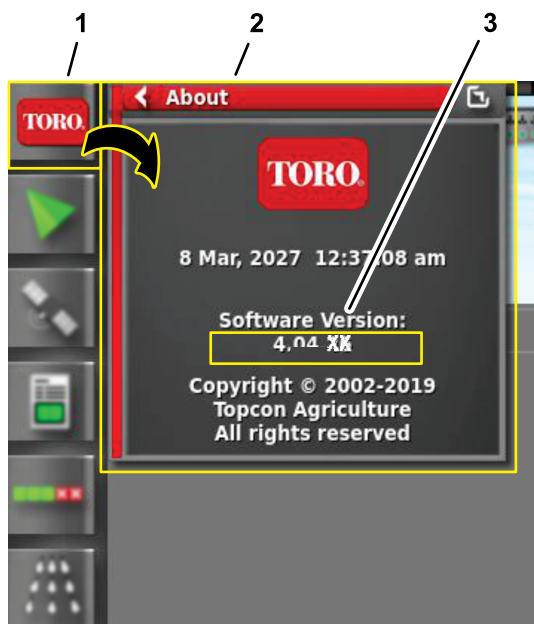 1 2 3
About
TORO.
TORO.
8 Mar, 2027 12:37:08 am
Software Version:
4.04 XX
Copyright © 2002-2019
Topcon Agriculture
All rights reserved